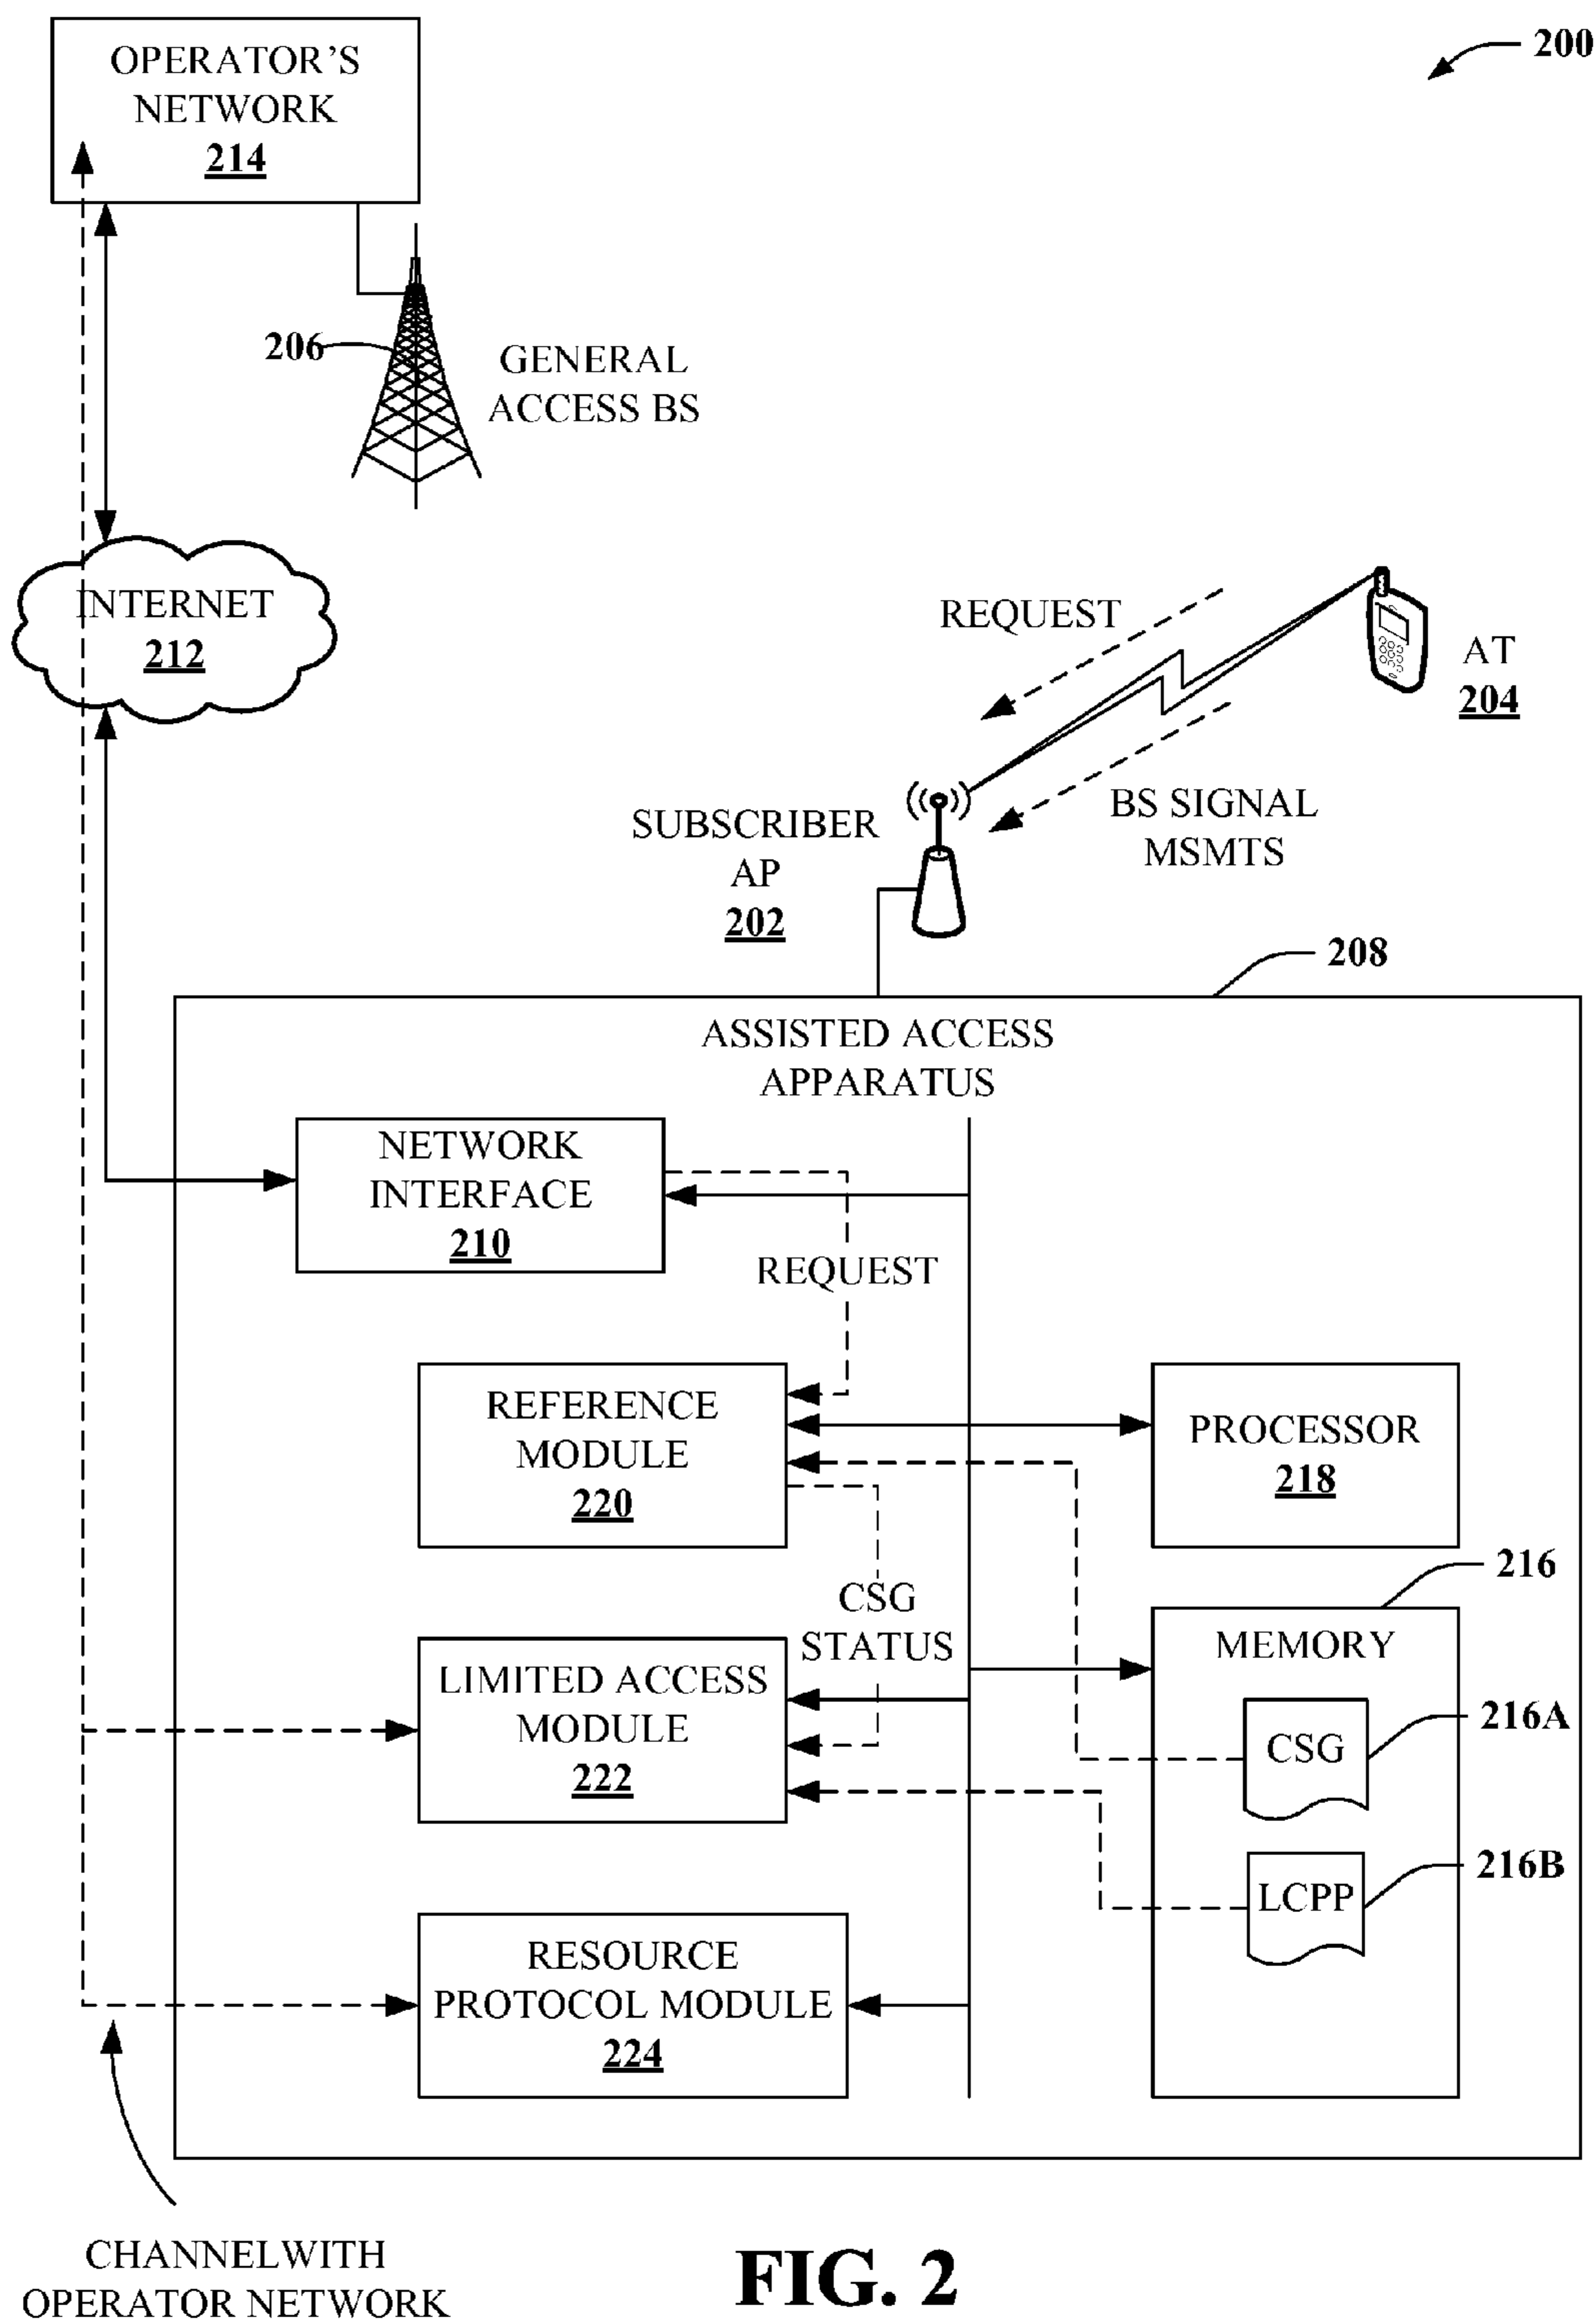 OPERATOR'S
NETWORK
214
200
206
GENERAL
ACCESS BS
INTERNET
212
REQUEST
AT
204
BS SIGNAL
MSMTS
SUBSCRIBER
AP
202
208
ASSISTED ACCESS
APPARATUS
NETWORK
INTERFACE
210
REQUEST
REFERENCE
MODULE
220
PROCESSOR
218
CSG
STATUS
216
MEMORY
LIMITED ACCESS
MODULE
222
CSG
216A
LCPP
216B
RESOURCE
PROTOCOL MODULE
224
CHANNELWITH
OPERATOR NETWORK
FIG. 2